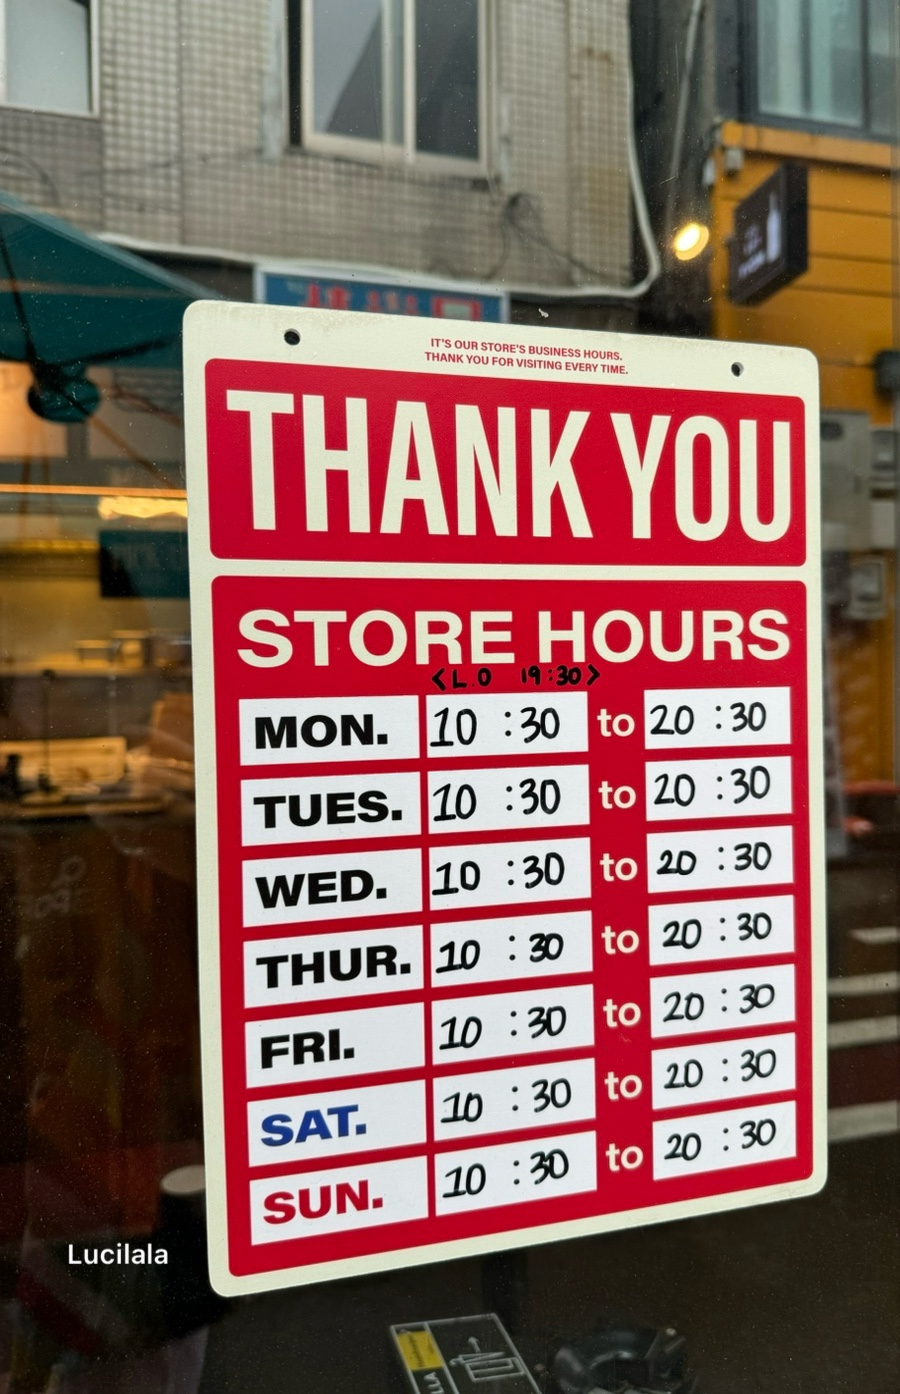 IT'S OUR STORE'S BUSINESS HOURS.
THANK YOU FOR VISITING EVERY TIME.
THANK YOU
STORE HOURS
<L.O 19:30>
MON. 10 :30 to 20 :30
TUES. 10 :30 to 20 :30
WED. 10 :30 to 20 :30
THUR. 10 :30 to 20 :30
FRI. 10 :30 to 20 :30
SAT. 10 :30 to 20 :30
SUN. 10 :30 to 20 :30
Lucilala